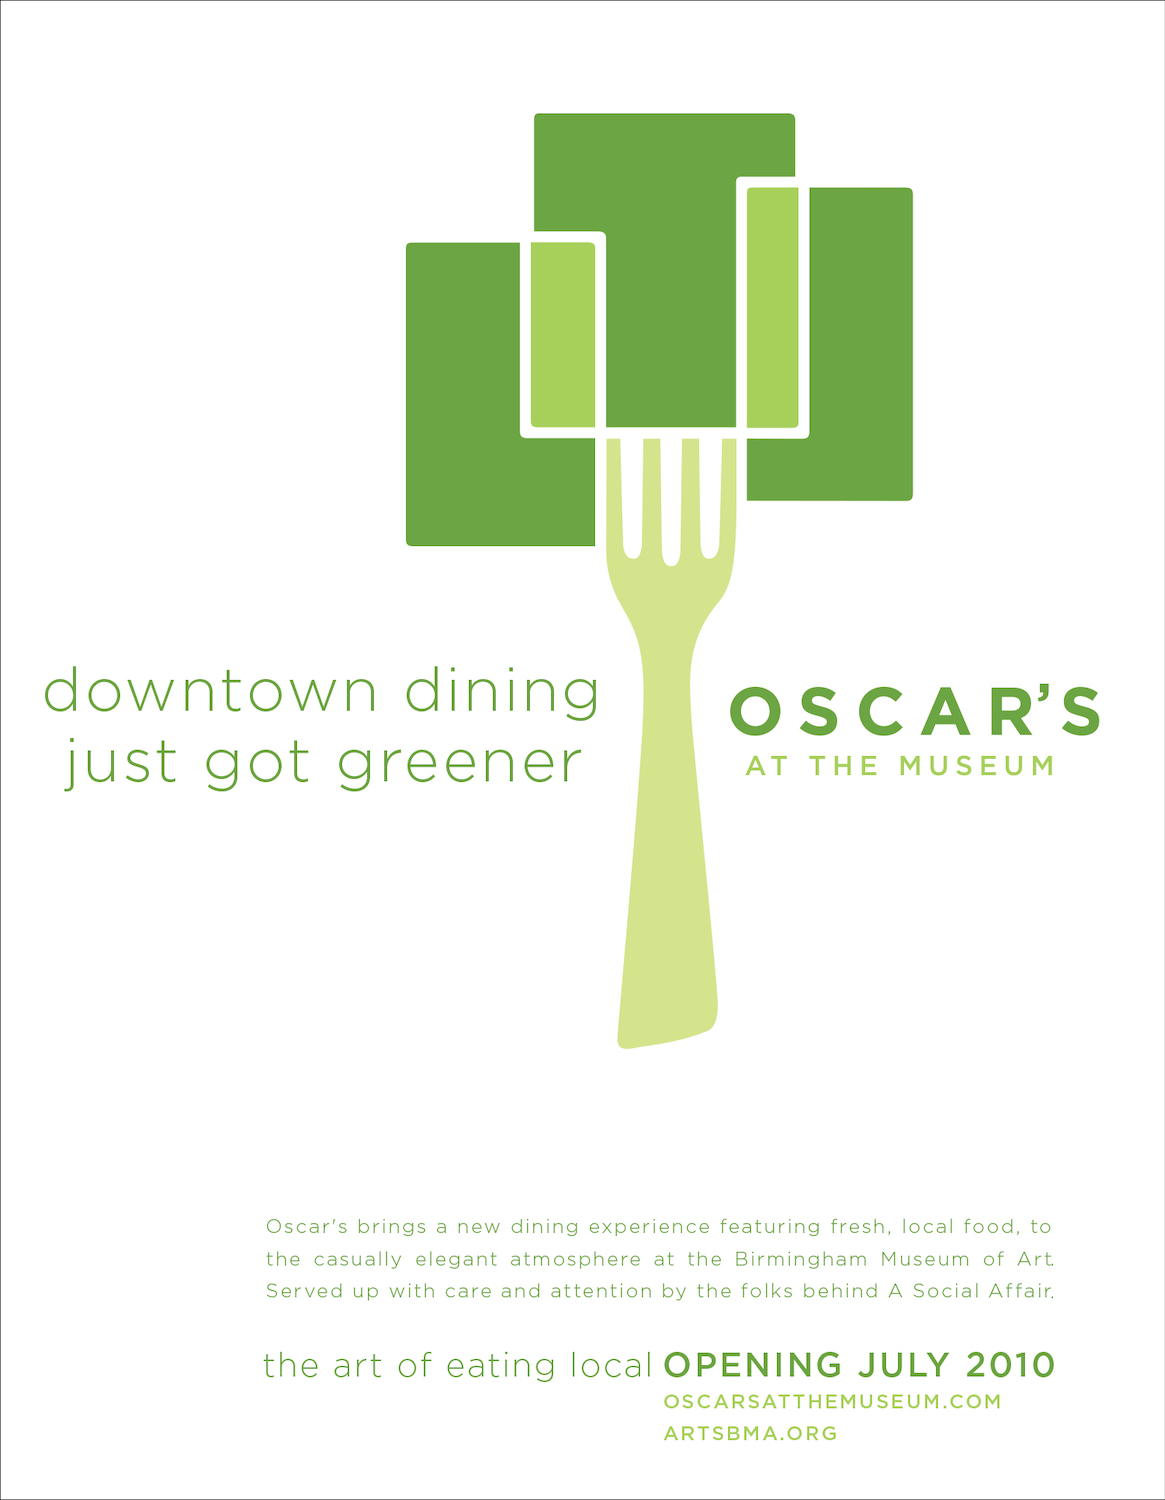 downtown dining
just got greener
OSCAR’S
AT THE MUSEUM
Oscar's brings a new dining experience featuring fresh, local food, to
the casually elegant atmosphere at the Birmingham Museum of Art.
Served up with care and attention by the folks behind A Social Affair.
the art of eating local OPENING JULY 2010
OSCARSATTHEMUSEUM.COM
ARTSBMA.ORG